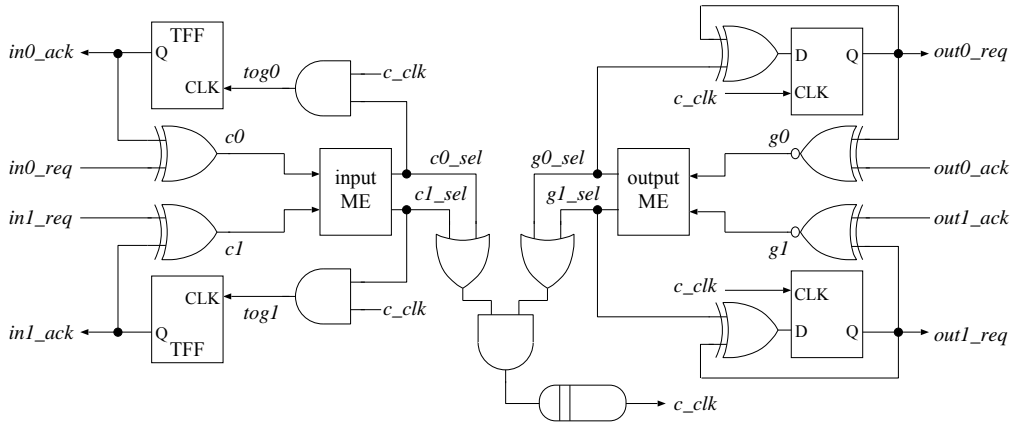 in0_ack
TFF
Q
CLK
tog0
c_clk
in0_req
c0
in1_req
c1
input
ME
c0_sel
c1_sel
CLK
tog1
c_clk
in1_ack
Q
TFF
g0_sel
g1_sel
output
ME
g0
g1
D
Q
CLK
c_clk
out0_req
out0_ack
out1_ack
c_clk
CLK
D
Q
out1_req
c_clk